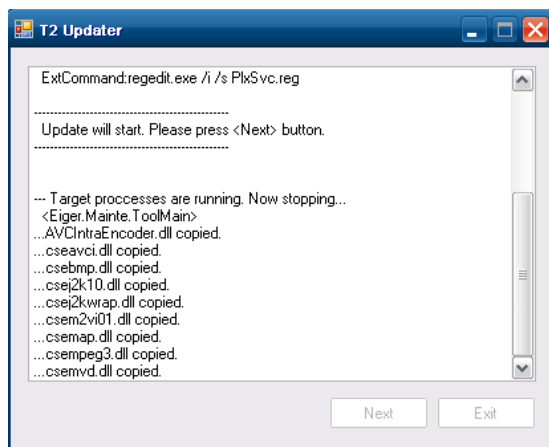 T2 Updater
ExtCommand:regedit.exe /i /s PlxSvc.reg
-------------------------------------------------
Update will start. Please press <Next> button.
-------------------------------------------------
--- Target proccesses are running. Now stopping...
<Eiger.Mainte.ToolMain>
...AVCIntraEncoder.dll copied.
...cseavci.dll copied.
...csebmp.dll copied.
...csej2k10.dll copied.
...csej2kwrap.dll copied.
...csem2vi01.dll copied.
...csemap.dll copied.
...csempeg3.dll copied.
...csemvd.dll copied.
Next
Exit